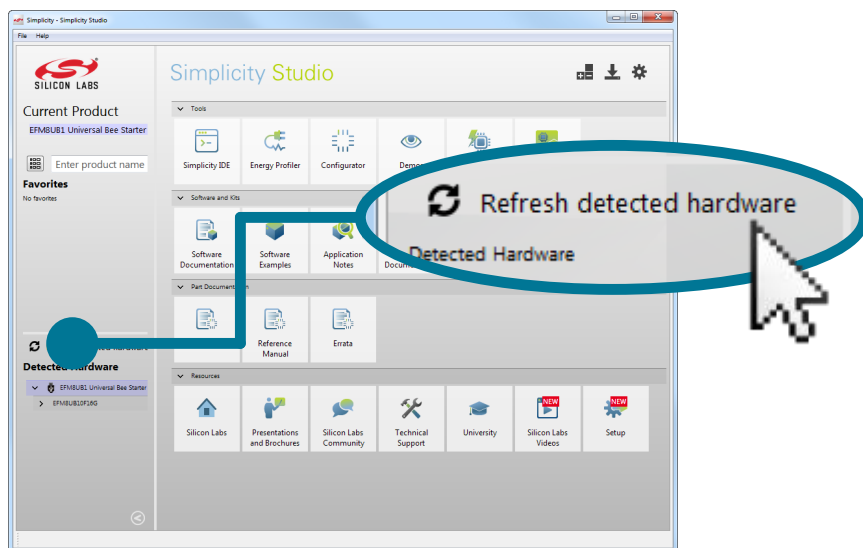 Simplicity - Simplicity Studio
File Help
SILICON LABS
Simplicity Studio
Current Product
EFM8UB1 Universal Bee Starter
Enter product name
Favorites
No favorites
Tools
Simplicity IDE
Energy Profiler
Configurator
Refresh detected hardware
Detected Hardware
Software and Kits
Software
Documentation
Software
Examples
Application
Notes
Part
Reference
Manual
Errata
hardware
Detected Hardware
EFM8UB1 Universal Bee Starter
EFM8UB10F16G
Resources
Silicon Labs
Presentations
and Brochures
Silicon Labs
Community
Technical
Support
University
NEW
Silicon Labs
Videos
NEW
Setup